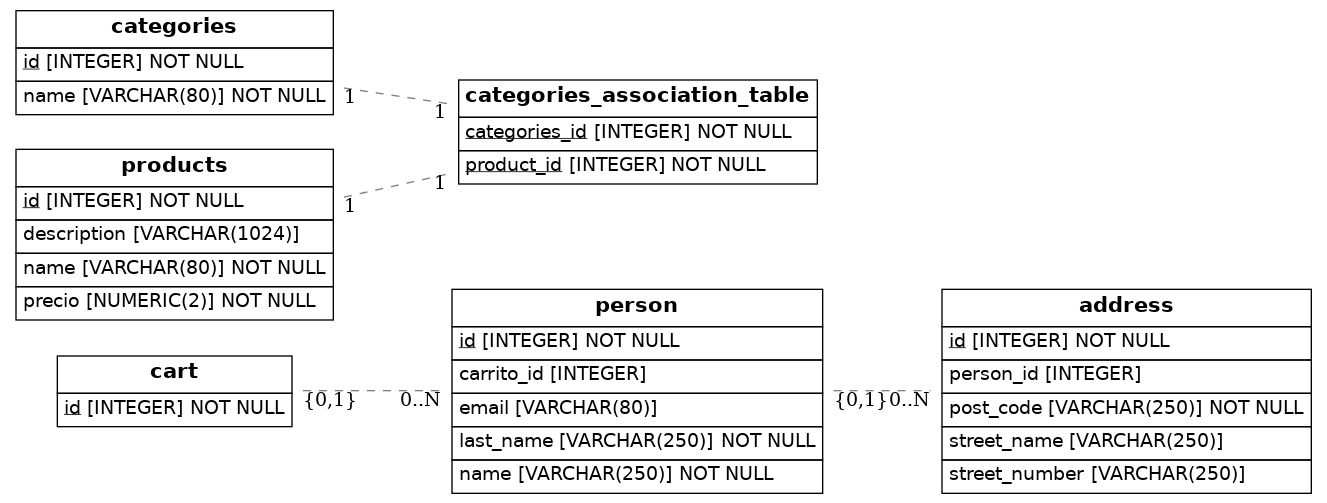 categories
id [INTEGER] NOT NULL
name [VARCHAR(80)] NOT NULL
1
1
categories_association_table
categories_id [INTEGER] NOT NULL
product_id [INTEGER] NOT NULL
products
id [INTEGER] NOT NULL
description [VARCHAR(1024)]
name [VARCHAR(80)] NOT NULL
precio [NUMERIC(2)] NOT NULL
1
1
cart
id [INTEGER] NOT NULL
{0,1}
0..N
person
id [INTEGER] NOT NULL
carrito_id [INTEGER]
email [VARCHAR(80)]
last_name [VARCHAR(250)] NOT NULL
name [VARCHAR(250)] NOT NULL
{0,1}
0..N
address
id [INTEGER] NOT NULL
person_id [INTEGER]
post_code [VARCHAR(250)] NOT NULL
street_name [VARCHAR(250)]
street_number [VARCHAR(250)]